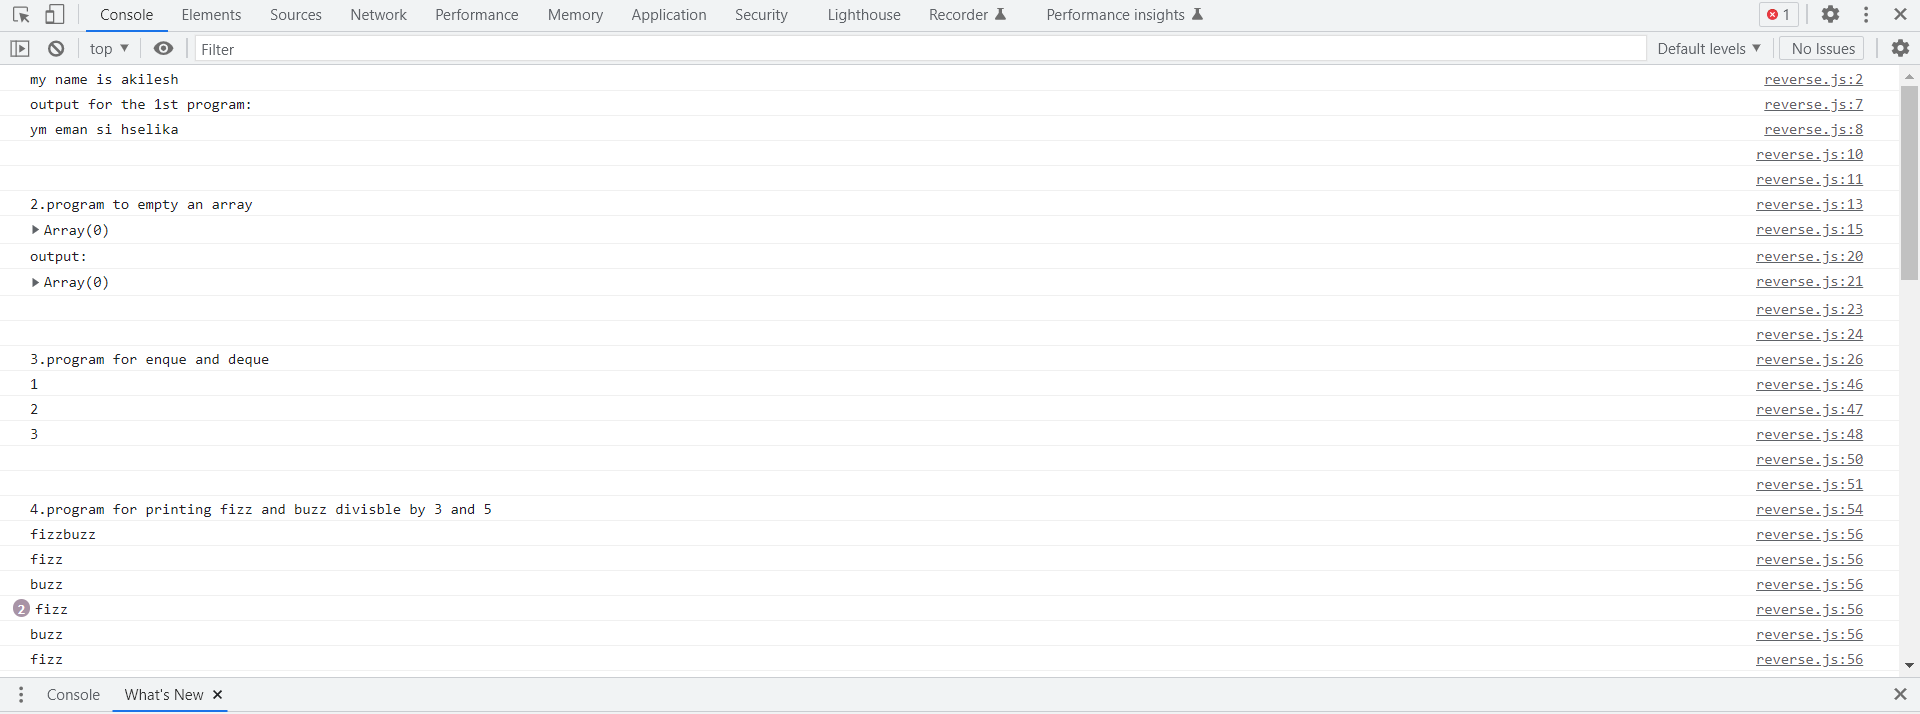 Console Elements Sources Network Performance Memory Application Security Lighthouse Recorder Performance insights 1
top Filter Default levels No Issues
my name is akilesh reverse.js:2
output for the 1st program: reverse.js:7
ym eman si hselika reverse.js:8
reverse.js:10
reverse.js:11
2.program to empty an array reverse.js:13
Array(0) reverse.js:15
output: reverse.js:20
Array(0) reverse.js:21
reverse.js:23
reverse.js:24
3.program for enque and deque reverse.js:26
1 reverse.js:46
2 reverse.js:47
3 reverse.js:48
reverse.js:50
reverse.js:51
4.program for printing fizz and buzz divisble by 3 and 5 reverse.js:54
fizzbuzz reverse.js:56
fizz reverse.js:56
buzz reverse.js:56
2 fizz reverse.js:56
buzz reverse.js:56
fizz reverse.js:56
Console What's New